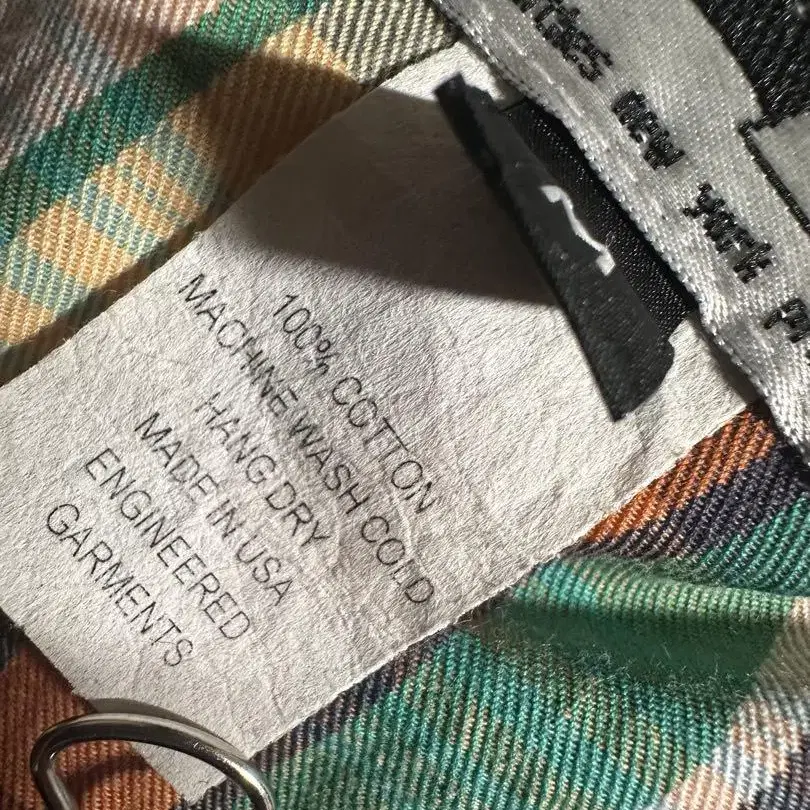 new york
100% COTTON
MACHINE WASH COLD
HANG DRY
MADE IN USA
ENGINEERED
GARMENTS